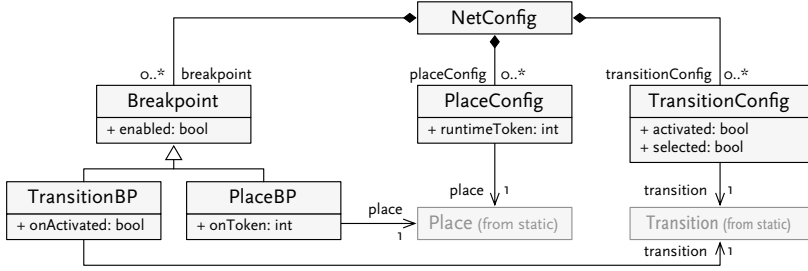 NetConfig
0..* breakpoint
placeConfig 0..*
transitionConfig 0..*
Breakpoint
+ enabled: bool
PlaceConfig
+ runtimeToken: int
TransitionConfig
+ activated: bool
+ selected: bool
TransitionBP
+ onActivated: bool
PlaceBP
+ onToken: int
place 1
place
1
transition 1
Place (from static)
Transition (from static)
transition 1